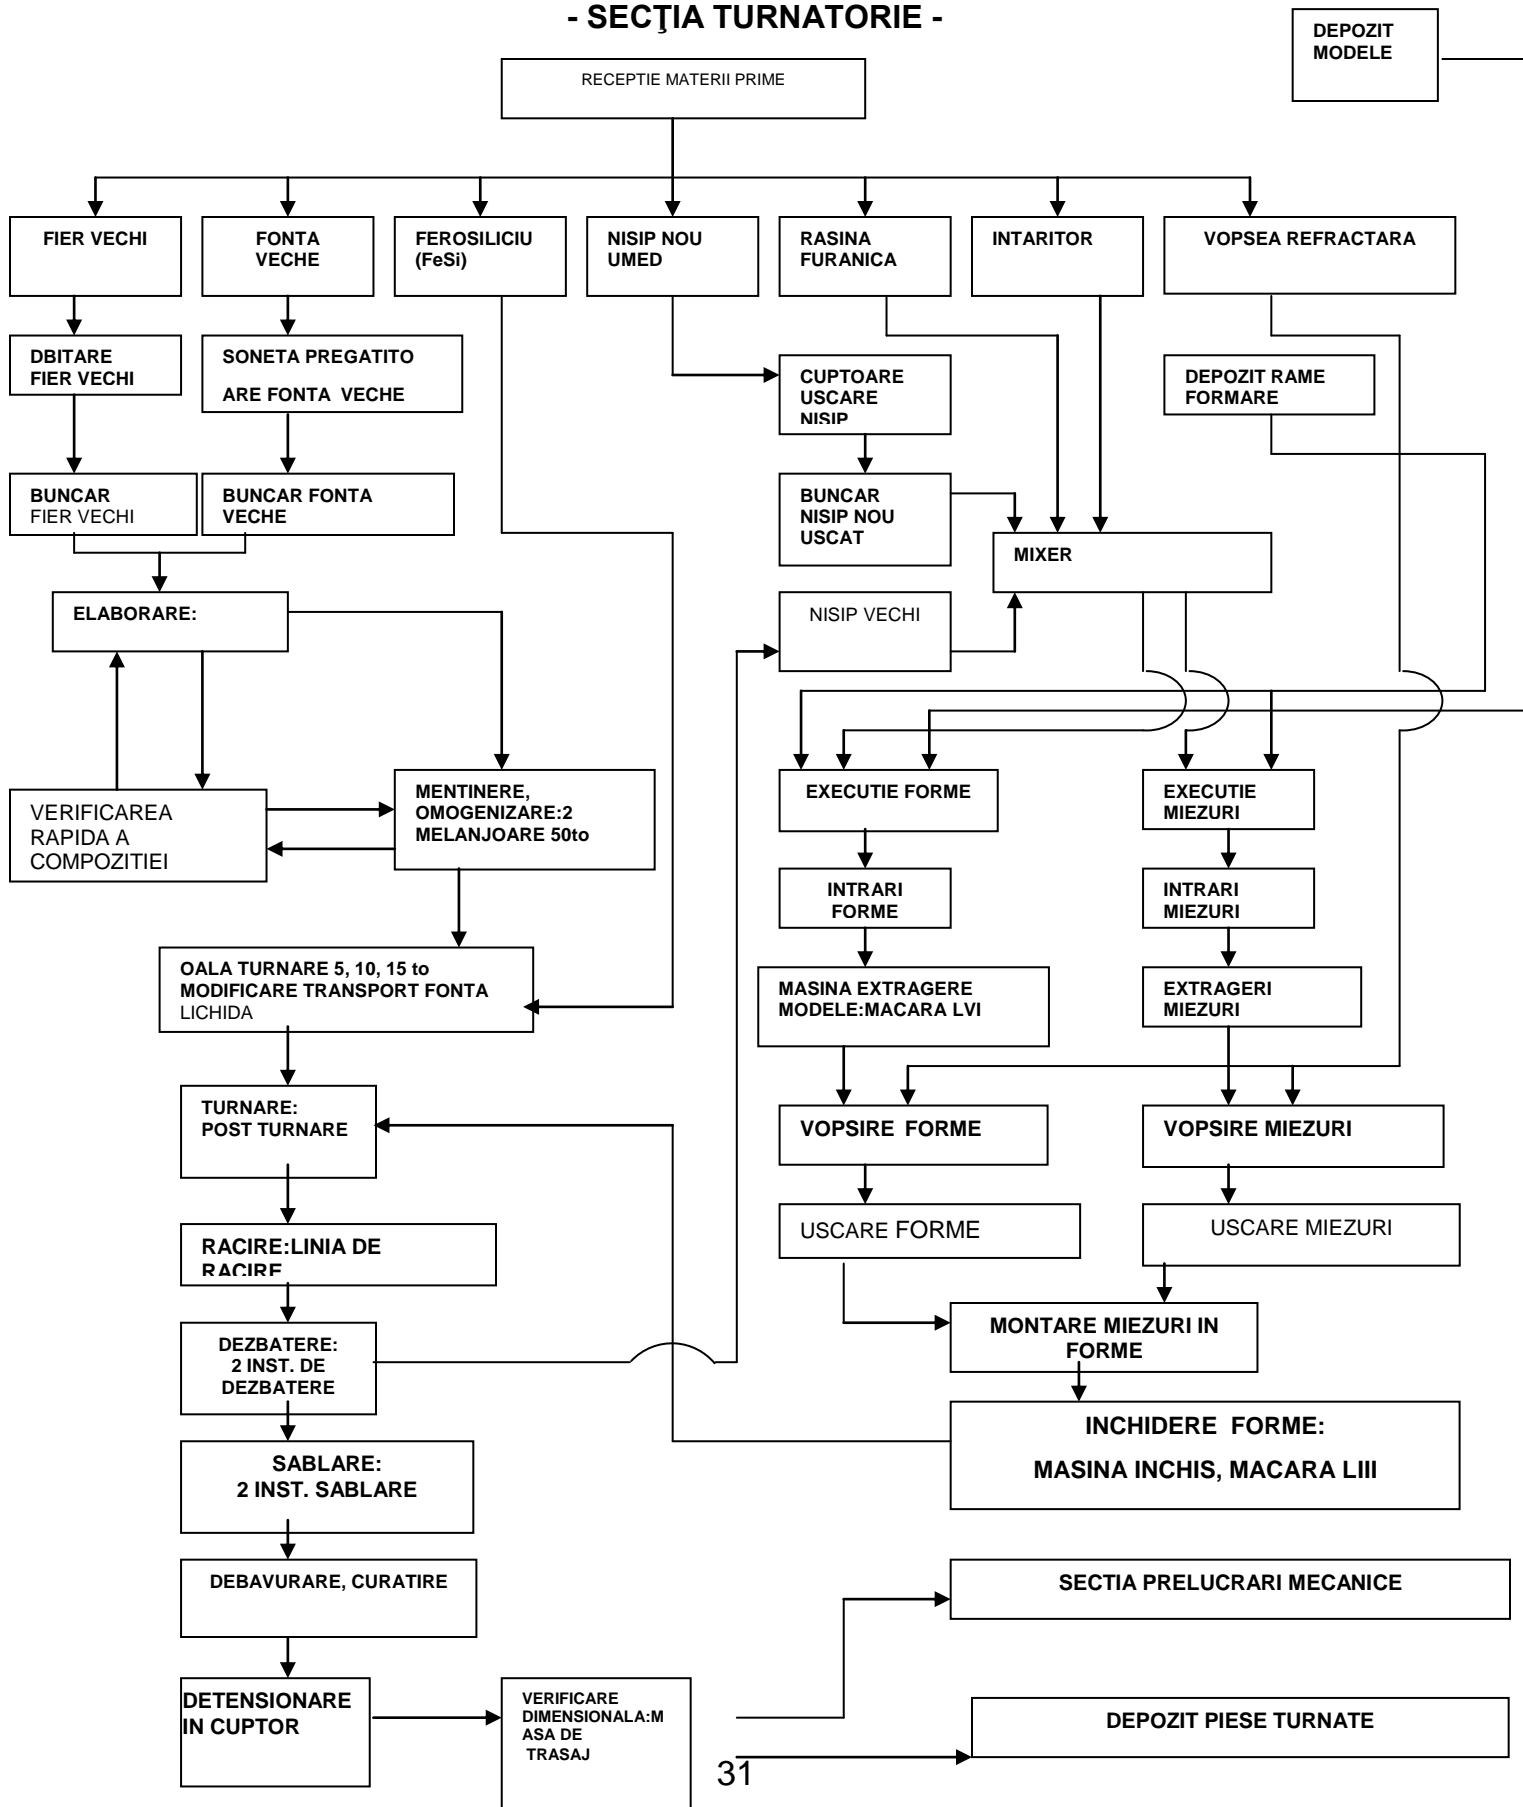 - SECŢIA TURNATORIE -
DEPOZIT
MODELE
RECEPTIE MATERII PRIME
FIER VECHI
FONTA
VECHE
FEROSILICIU
(FeSi)
NISIP NOU
UMED
RASINA
FURANICA
INTARITOR
VOPSEA REFRACTARA
DBITARE
FIER VECHI
SONETA PREGATITO
ARE FONTA VECHE
CUPTOARE
USCARE
NISIP
DEPOZIT RAME
FORMARE
BUNCAR
FIER VECHI
BUNCAR FONTA
VECHE
BUNCAR
NISIP NOU
USCAT
MIXER
ELABORARE:
NISIP VECHI
VERIFICAREA
RAPIDA A
COMPOZITIEI
MENTINERE,
OMOGENIZARE:2
MELANJOARE 50to
EXECUTIE FORME
EXECUTIE
MIEZURI
INTRARI
FORME
INTRARI
MIEZURI
OALA TURNARE 5, 10, 15 to
MODIFICARE TRANSPORT FONTA
LICHIDA
MASINA EXTRAGERE
MODELE:MACARA LVI
EXTRAGERI
MIEZURI
TURNARE:
POST TURNARE
VOPSIRE FORME
VOPSIRE MIEZURI
RACIRE:LINIA DE
RACIRE
USCARE FORME
USCARE MIEZURI
DEZBATERE:
2 INST. DE
DEZBATERE
MONTARE MIEZURI IN
FORME
SABLARE:
2 INST. SABLARE
INCHIDERE FORME:
MASINA INCHIS, MACARA LIII
DEBAVURARE, CURATIRE
SECTIA PRELUCRARI MECANICE
DETENSIONARE
IN CUPTOR
VERIFICARE
DIMENSIONALA:M
ASA DE
TRASAJ
DEPOZIT PIESE TURNATE
31